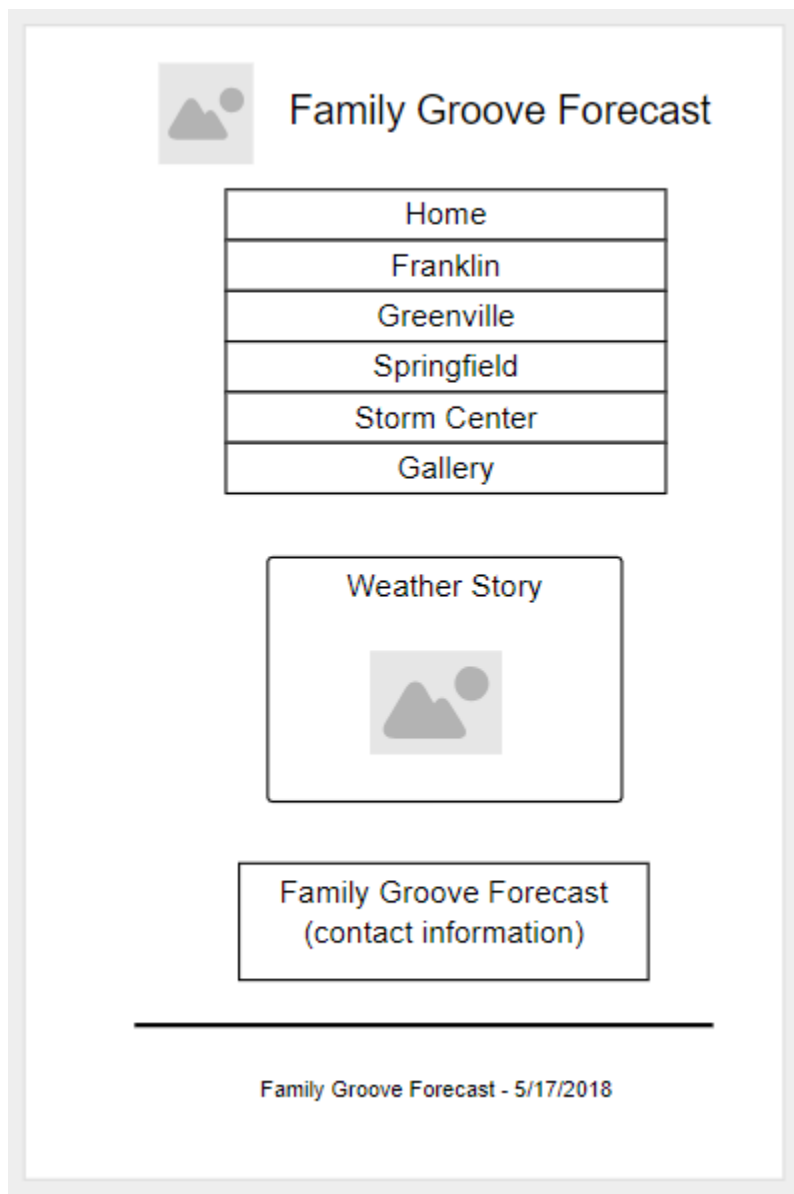 Family Groove Forecast
Home
Franklin
Greenville
Springfield
Storm Center
Gallery
Weather Story
Family Groove Forecast
(contact information)
Family Groove Forecast - 5/17/2018